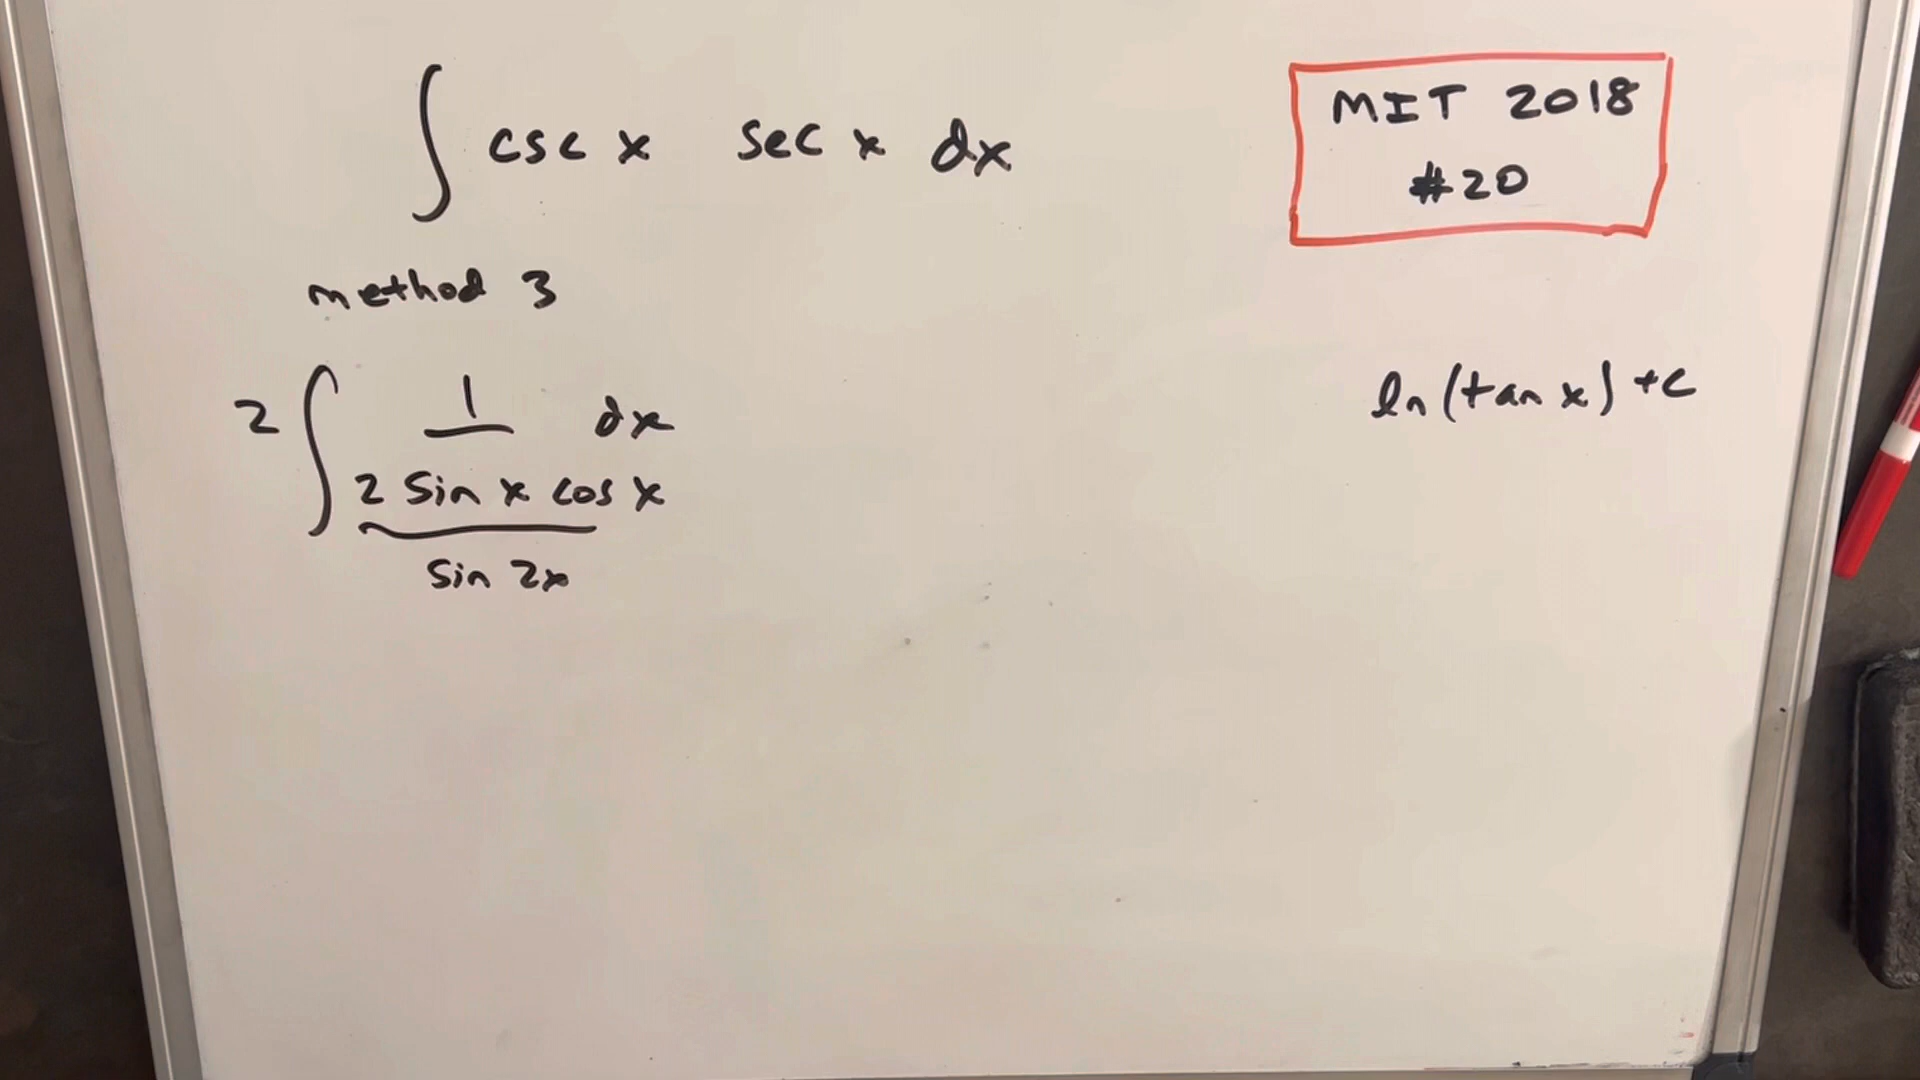 ∫ csc x sec x dx
MIT 2018
#20
method 3
2 ∫ 1 / 2 sin x cos x dx
sin 2x
ln (tan x) + c